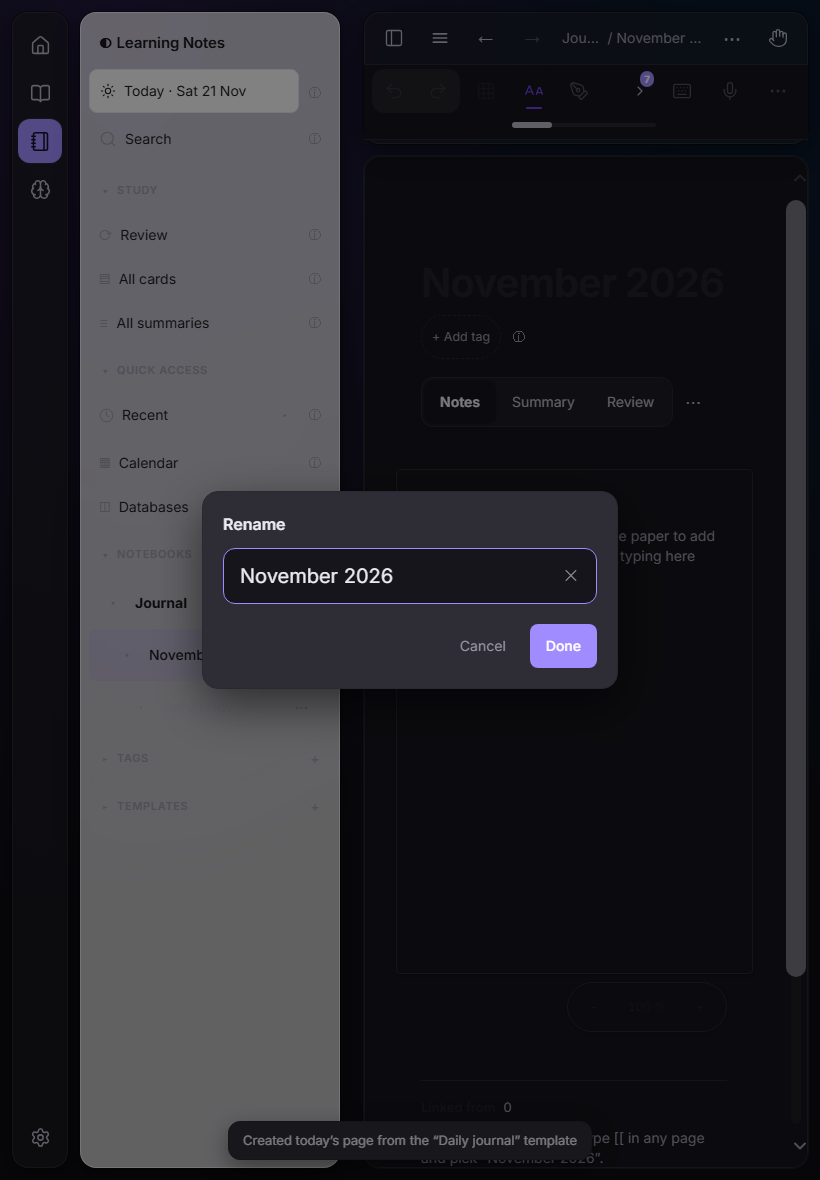 Learning Notes
Today · Sat 21 Nov
Search
STUDY
Review
All cards
All summaries
QUICK ACCESS
Recent
Calendar
Databases
NOTEBOOKS
Journal
Novemb
TAGS
TEMPLATES
Jou... / November ...
AA
7
November 2026
+ Add tag
Notes
Summary
Review
e paper to add
typing here
Rename
November 2026
Cancel
Done
Linked from 0
rpe [[ in any page
and pick "November 2026".
Created today's page from the "Daily journal" template